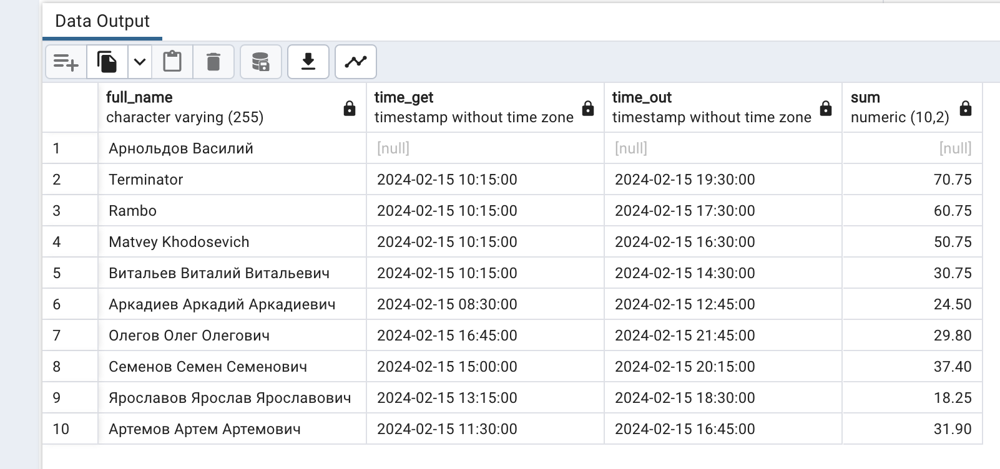 Data Output
full_name time_get time_out sum
character varying (255) timestamp without time zone timestamp without time zone numeric (10,2)
1 Арнольдов Василий [null] [null] [null]
2 Terminator 2024-02-15 10:15:00 2024-02-15 19:30:00 70.75
3 Rambo 2024-02-15 10:15:00 2024-02-15 17:30:00 60.75
4 Matvey Khodosevich 2024-02-15 10:15:00 2024-02-15 16:30:00 50.75
5 Витальев Виталий Витальевич 2024-02-15 10:15:00 2024-02-15 14:30:00 30.75
6 Аркадиев Аркадий Аркадиевич 2024-02-15 08:30:00 2024-02-15 12:45:00 24.50
7 Олегов Олег Олегович 2024-02-15 16:45:00 2024-02-15 21:45:00 29.80
8 Семенов Семен Семенович 2024-02-15 15:00:00 2024-02-15 20:15:00 37.40
9 Ярославов Ярослав Ярославович 2024-02-15 13:15:00 2024-02-15 18:30:00 18.25
10 Артемов Артем Артемович 2024-02-15 11:30:00 2024-02-15 16:45:00 31.90